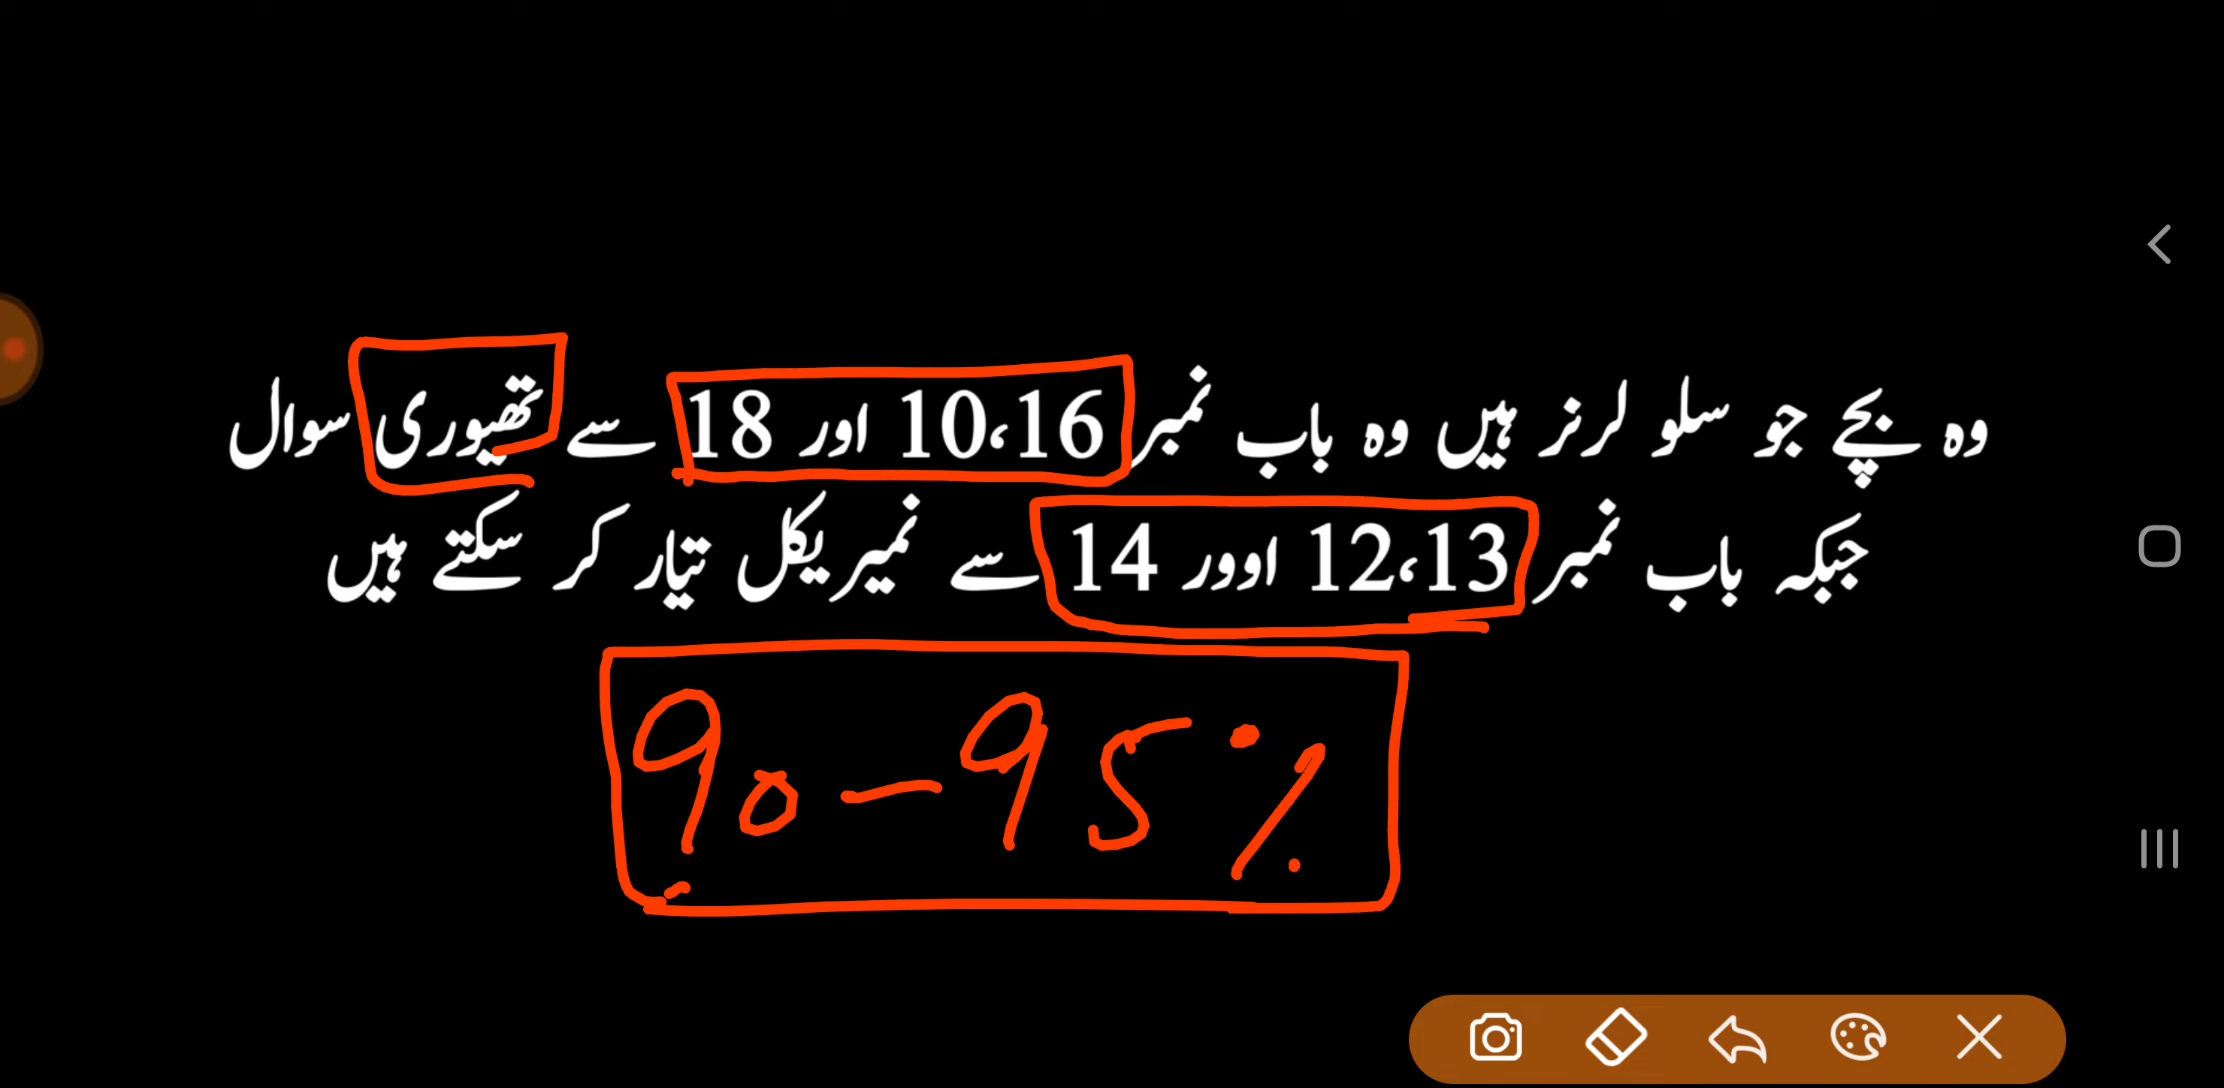 وہ بچے جو سلو لرنز ہیں وہ باب نمبر 10،16 اور 18 سے تھیوری سوال
جبکہ باب نمبر 12،13 اوور 14 سے نمیریکل تیار کر سکتے ہیں
90-95%